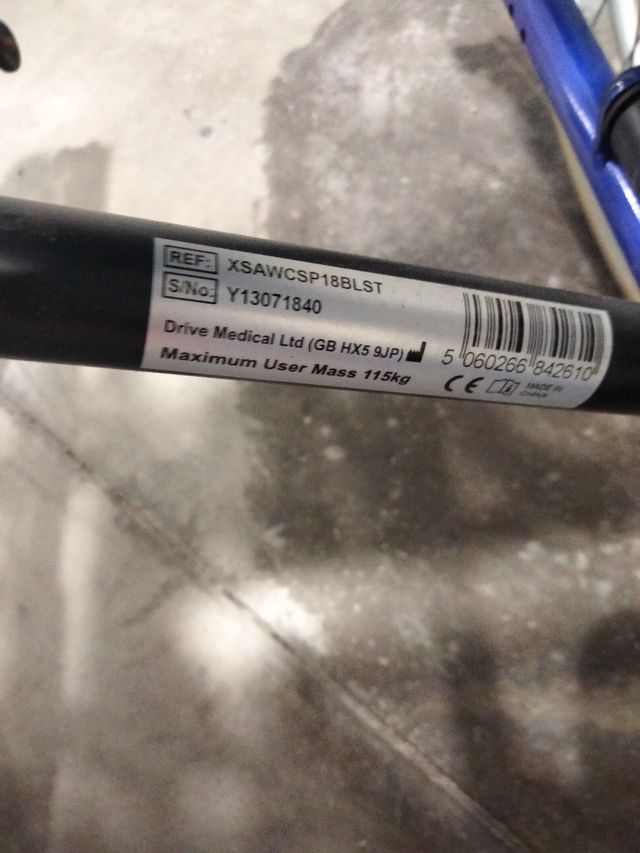 REF: XSAWCSP18BLST
S/No: Y13071840
Drive Medical Ltd (GB HX5 9JP)
Maximum User Mass 115kg
5 060266 842610
CE
MADE IN
CHINA